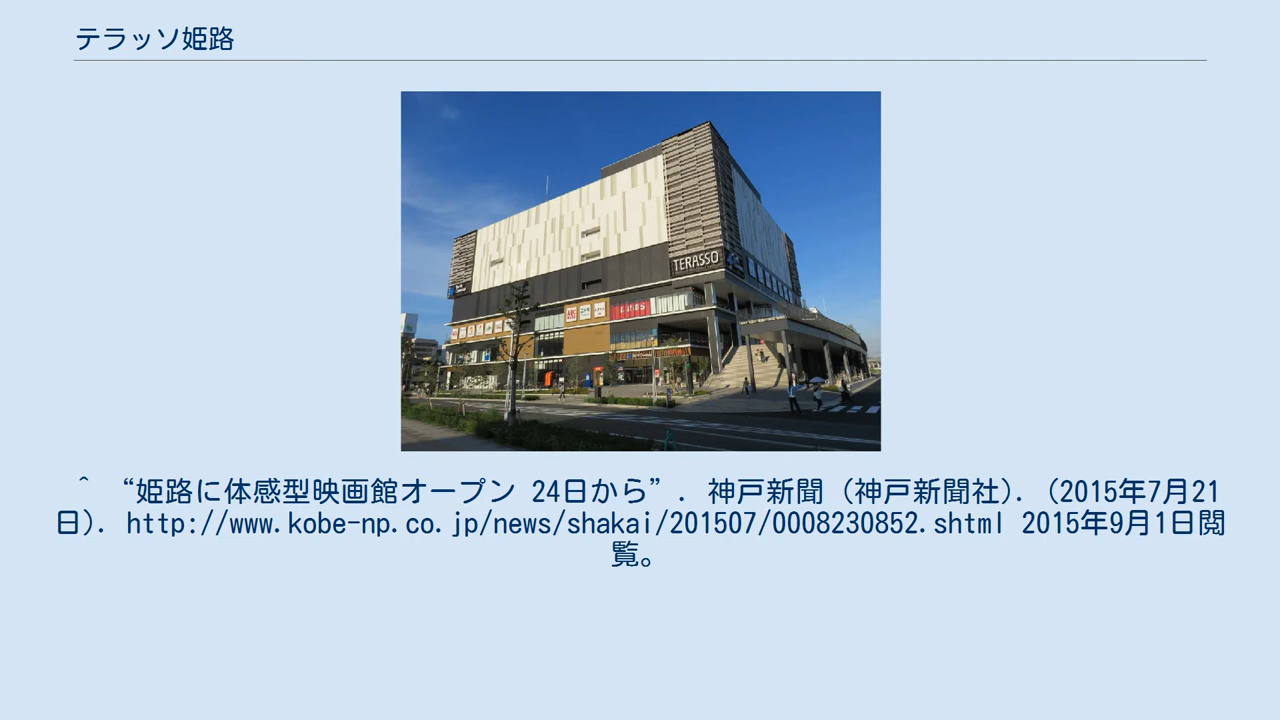 テラッソ姫路
TERASSO
^ “姫路に体感型映画館オープン 24日から”. 神戸新聞 (神戸新聞社). (2015年7月21
日). http://www.kobe-np.co.jp/news/shakai/201507/0008230852.shtml 2015年9月1日閲
覧。